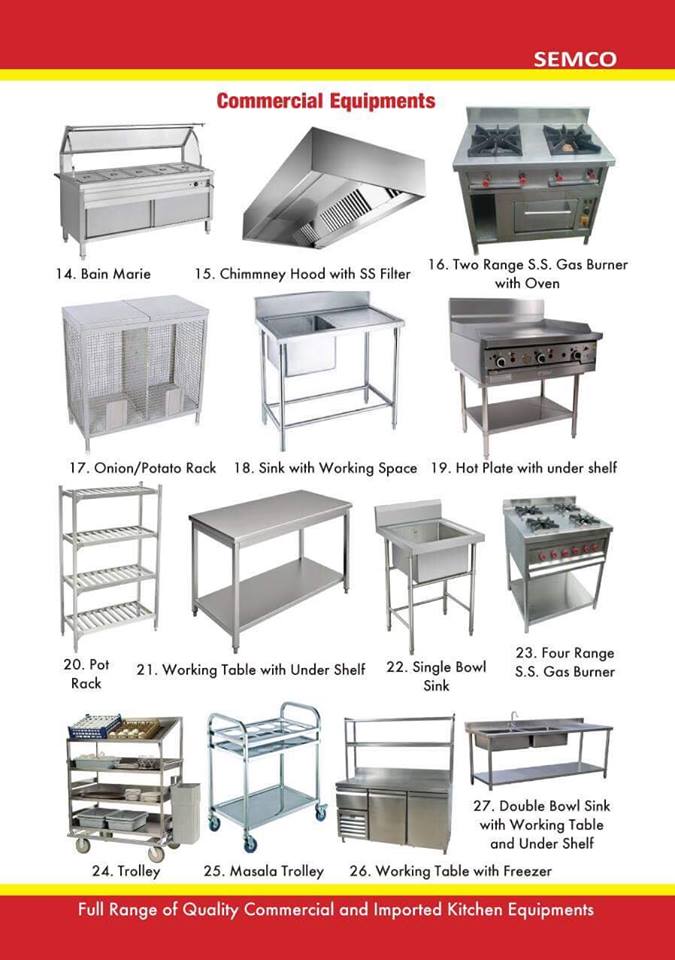 SEMCO
Commercial Equipments
14. Bain Marie
15. Chimmney Hood with SS Filter
16. Two Range S.S. Gas Burner
with Oven
17. Onion/Potato Rack
18. Sink with Working Space
19. Hot Plate with under shelf
20. Pot
Rack
21. Working Table with Under Shelf
22. Single Bowl
Sink
23. Four Range
S.S. Gas Burner
24. Trolley
25. Masala Trolley
26. Working Table with Freezer
27. Double Bowl Sink
with Working Table
and Under Shelf
Full Range of Quality Commercial and Imported Kitchen Equipments